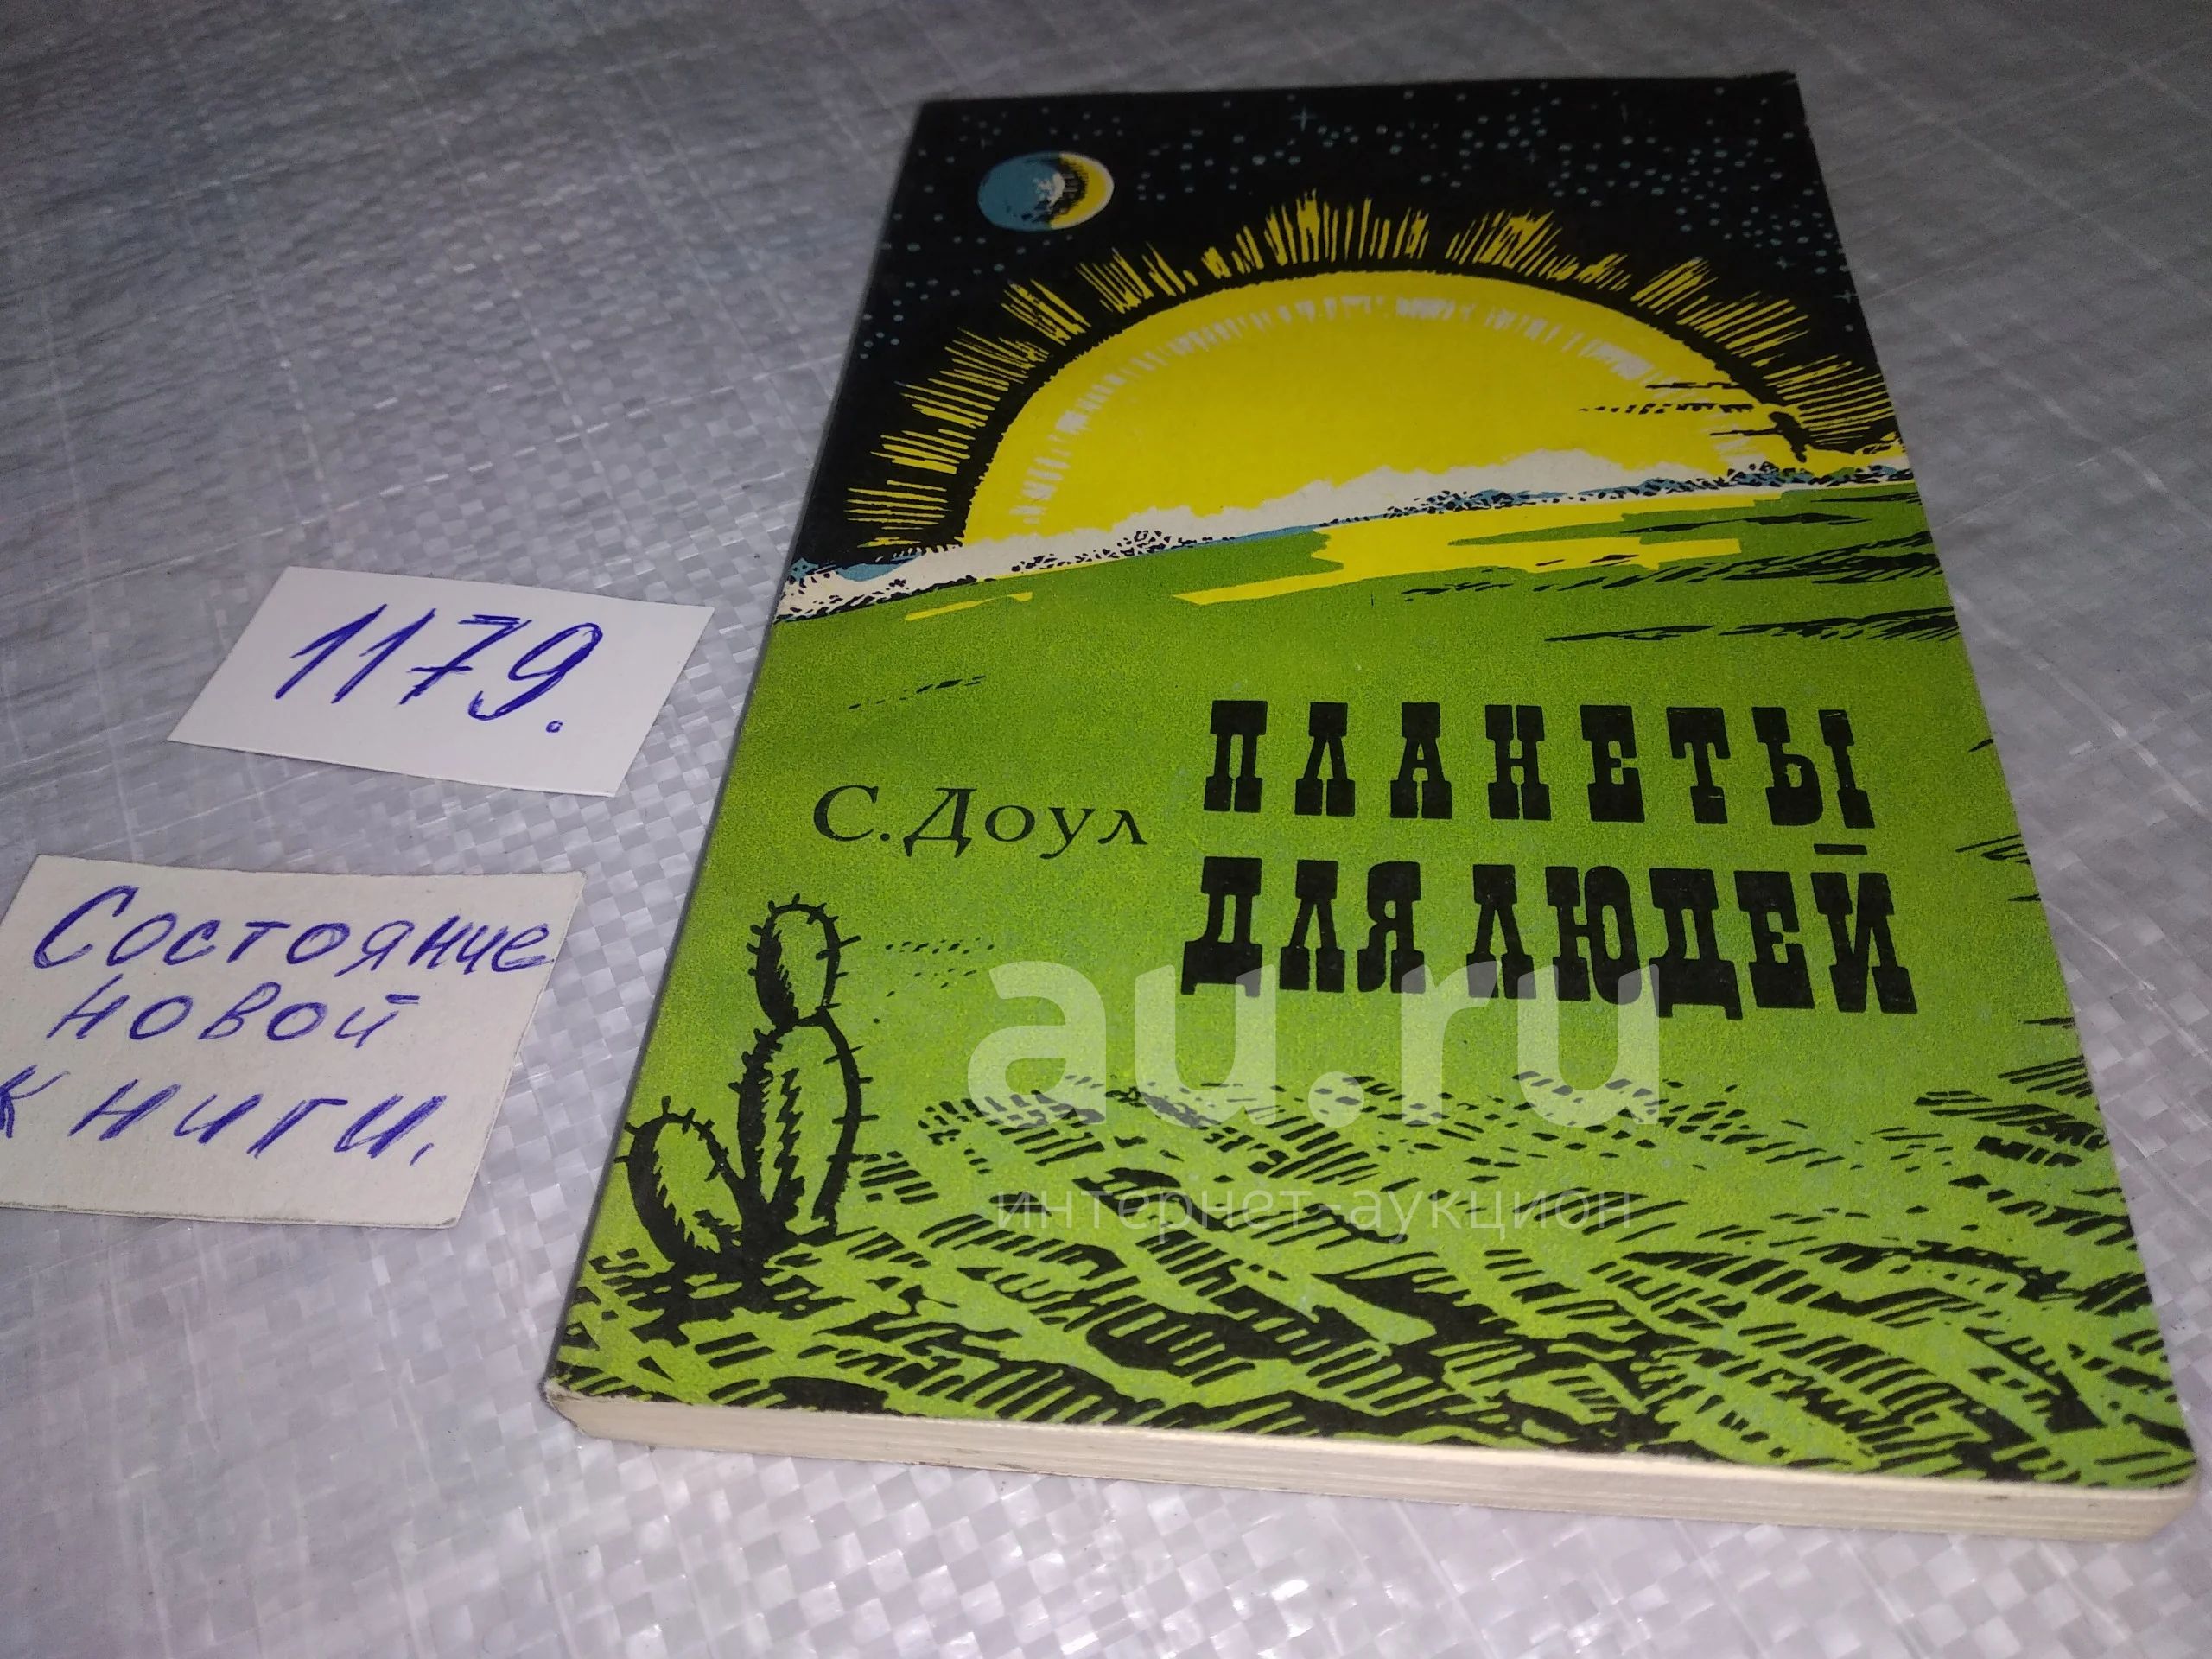 1179.
Состояние
новой
книги.
С. Доул
ПЛАНЕТЫ
ДЛЯ ЛЮДЕЙ
au.ru
интернет-аукцион